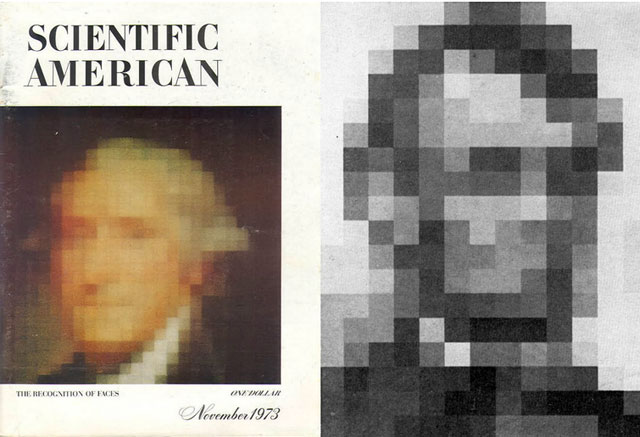 SCIENTIFIC
AMERICAN
THE RECOGNITION OF FACES
ONE DOLLAR
November 1973